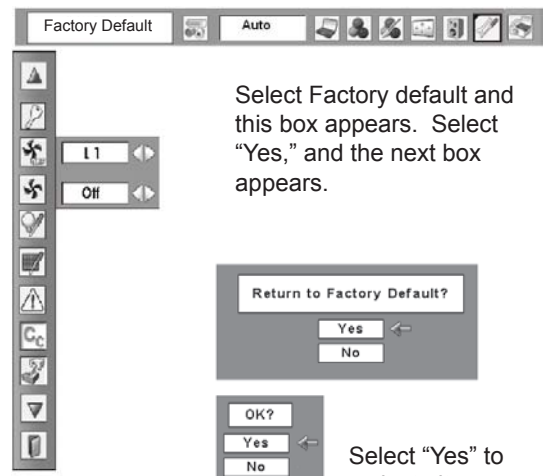 Factory Default Auto
Select Factory default and
this box appears.  Select
“Yes,” and the next box
appears.
L1
Off
Cc
Return to Factory Default?
Yes
No
OK?
Yes
No
Select “Yes” to